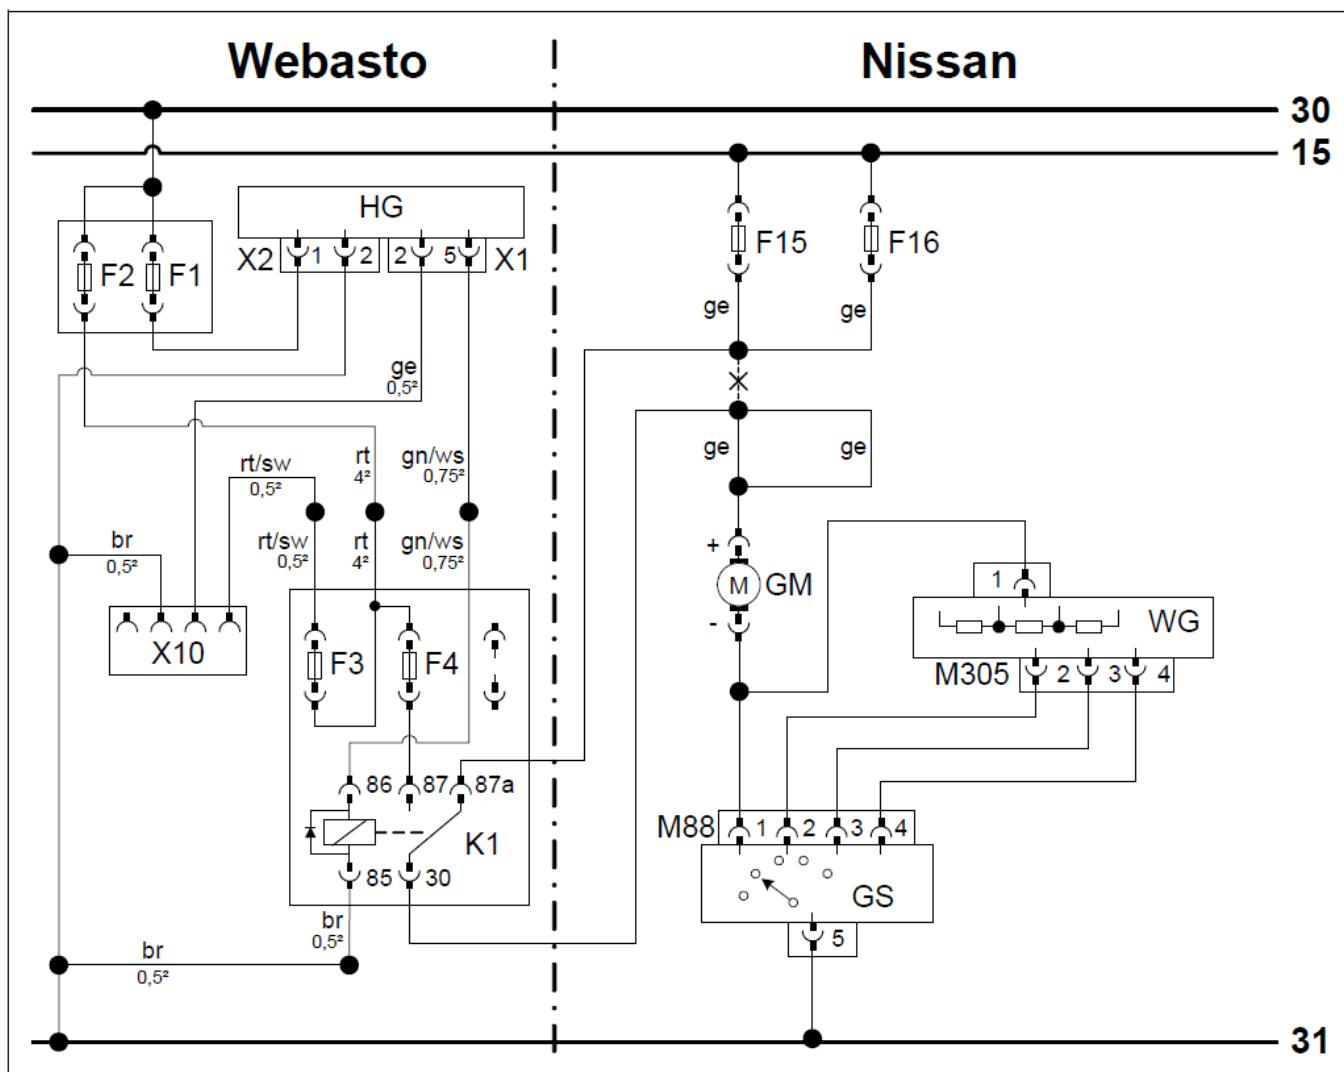 Webasto Nissan
30
15
HG
X2 1 2 2 5 X1
F2 F1
F15 F16
ge ge
ge
0,5²
rt/sw
0,5²
rt
4²
gn/ws
0,75²
ge ge
br
0,5²
rt/sw
0,5²
rt
4²
gn/ws
0,75²
+
M GM
-
1
WG
X10
F3 F4
M305 2 3 4
86 87 87a
K1
85 30
M88 1 2 3 4
GS
5
br
0,5²
br
0,5²
31